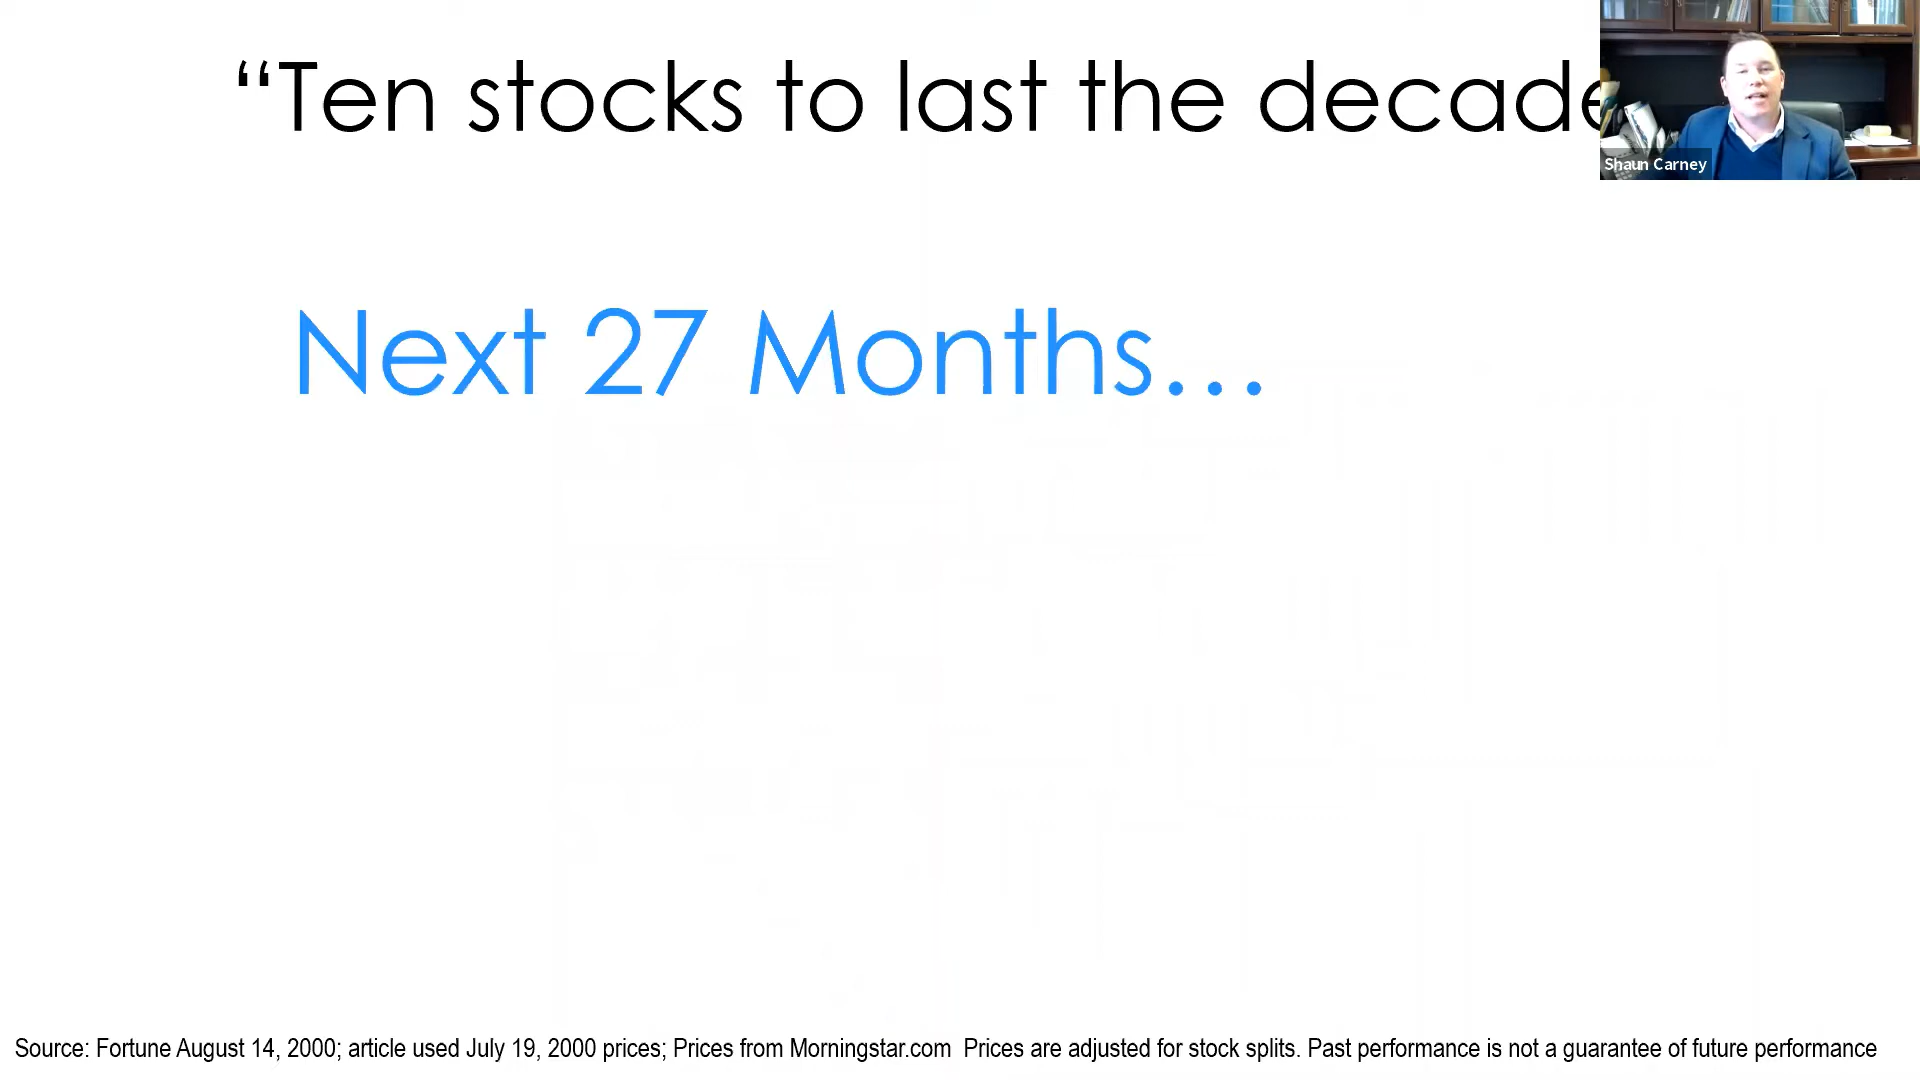 “Ten stocks to last the decade
Shaun Carney
Next 27 Months...
Source: Fortune August 14, 2000; article used July 19, 2000 prices; Prices from Morningstar.com  Prices are adjusted for stock splits. Past performance is not a guarantee of future performance